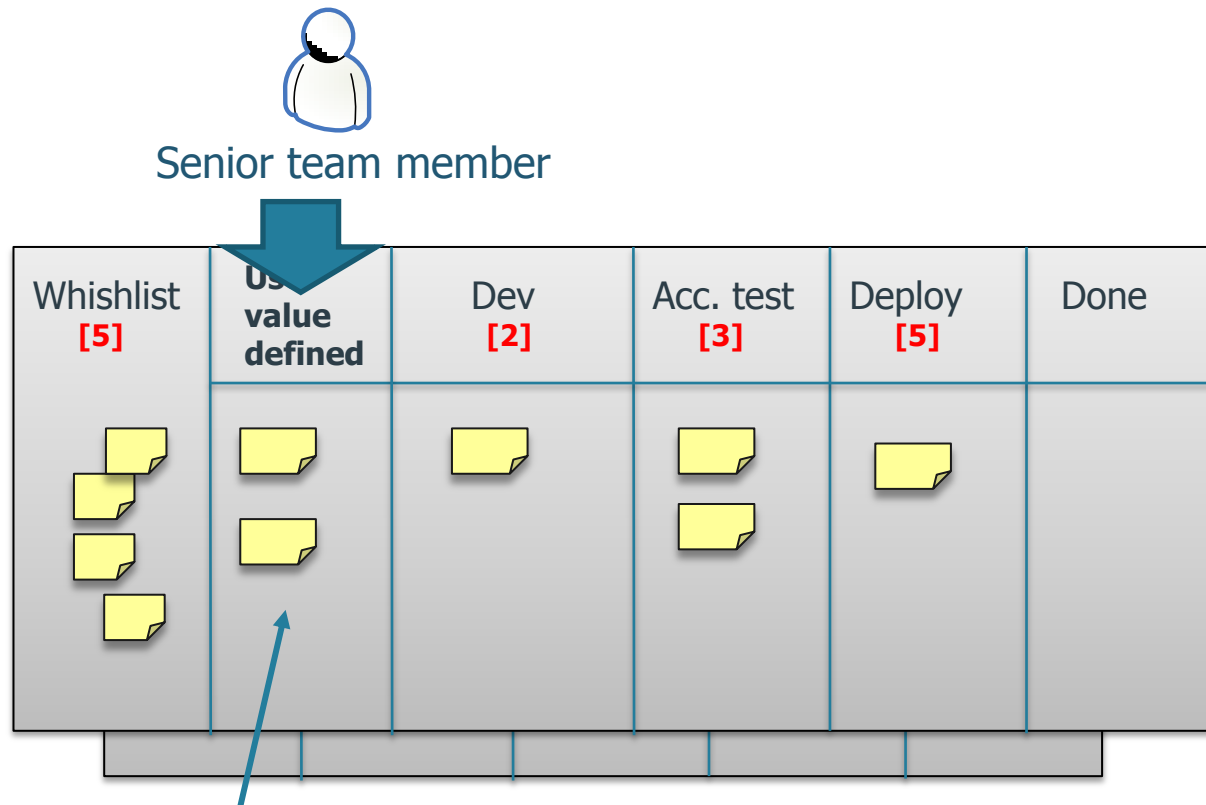 Senior team member
Whishlist
[5]
value
defined
Dev
[2]
Acc. test
[3]
Deploy
[5]
Done